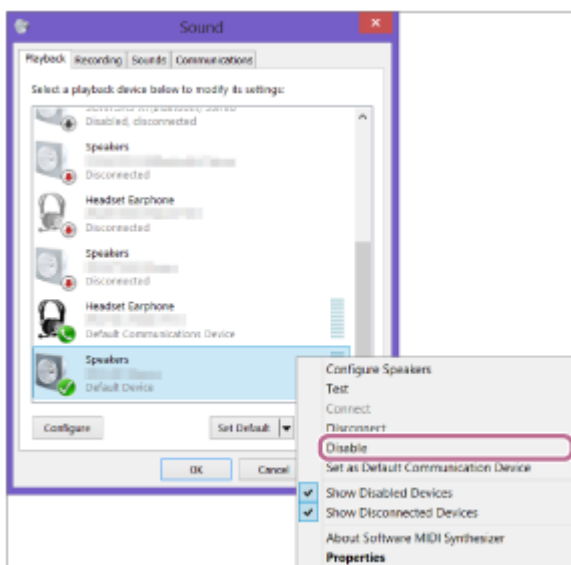 Sound
Playback Recording Sounds Communications
Select a playback device below to modify its settings:
Disabled, disconnected
Speakers
Disconnected
Headset Earphone
Disconnected
Speakers
Disconnected
Headset Earphone
Default Communications Device
Speakers
Default Device
Configure Set Default
OK Cancel
Configure Speakers
Test
Connect
Disconnect
Disable
Set as Default Communication Device
Show Disabled Devices
Show Disconnected Devices
About Software MIDI Synthesizer
Properties